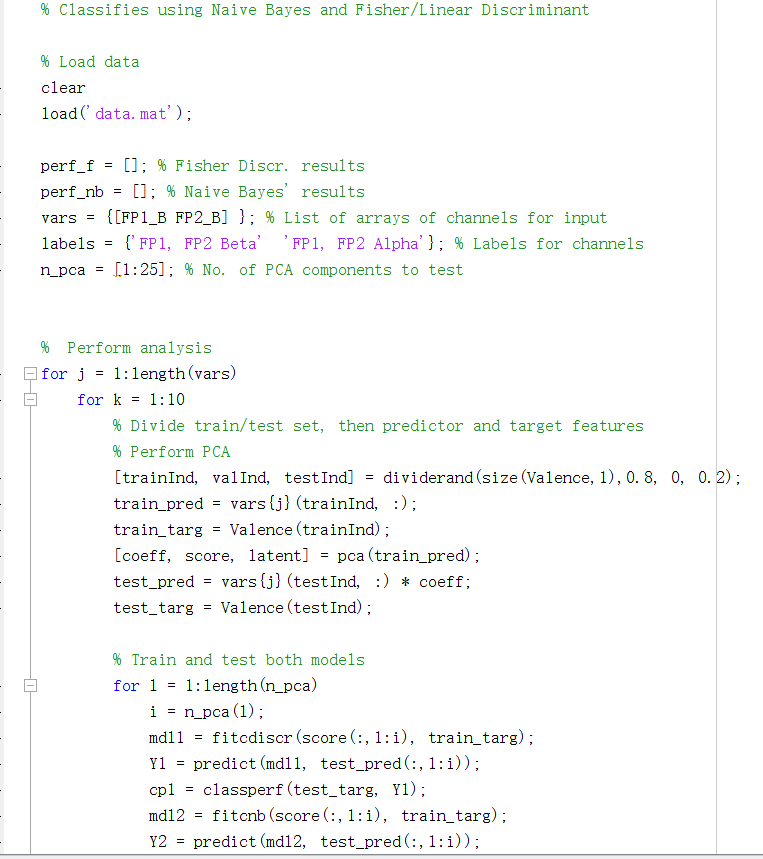 % Classifies using Naive Bayes and Fisher/Linear Discriminant
% Load data
clear
load('data.mat');
perf_f = []; % Fisher Discr. results
perf_nb = []; % Naive Bayes' results
vars = {[FP1_B FP2_B] }; % List of arrays of channels for input
labels = {'FP1, FP2 Beta'  'FP1, FP2 Alpha'}; % Labels for channels
n_pca = [1:25]; % No. of PCA components to test
%  Perform analysis
for j = 1:length(vars)
for k = 1:10
% Divide train/test set, then predictor and target features
% Perform PCA
[trainInd, valInd, testInd] = dividerand(size(Valence,1),0.8, 0, 0.2);
train_pred = vars{j}(trainInd, :);
train_targ = Valence(trainInd);
[coeff, score, latent] = pca(train_pred);
test_pred = vars{j}(testInd, :) * coeff;
test_targ = Valence(testInd);
% Train and test both models
for l = 1:length(n_pca)
i = n_pca(l);
mdl1 = fitcdiscr(score(:,1:i), train_targ);
Y1 = predict(mdl1, test_pred(:,1:i));
cp1 = classperf(test_targ, Y1);
mdl2 = fitcnb(score(:,1:i), train_targ);
Y2 = predict(mdl2, test_pred(:,1:i));